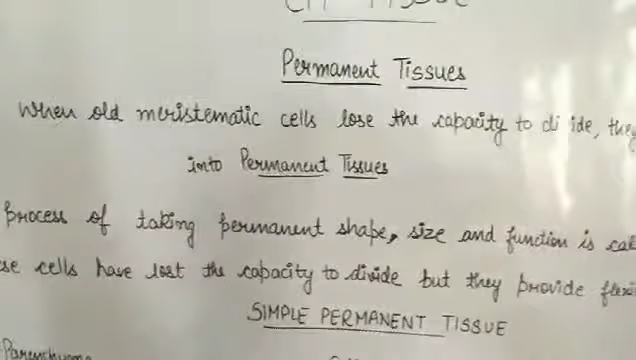 Permanent Tissues
When old meristematic cells lose the capacity to di ide, they
into Permanent Tissues
process of taking permanent shape, size and function is cal
se cells have lost the capacity to divide but they provide flexi
SIMPLE PERMANENT TISSUE
Parenchyma